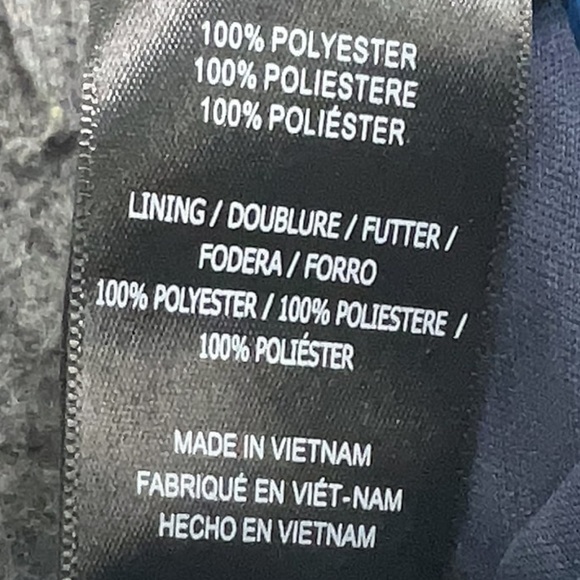 100% POLYESTER
100% POLIESTERE
100% POLIÉSTER
LINING / DOUBLURE / FUTTER /
FODERA / FORRO
100% POLYESTER / 100% POLIESTERE /
100% POLIÉSTER
MADE IN VIETNAM
FABRIQUÉ EN VIÉT-NAM
HECHO EN VIETNAM